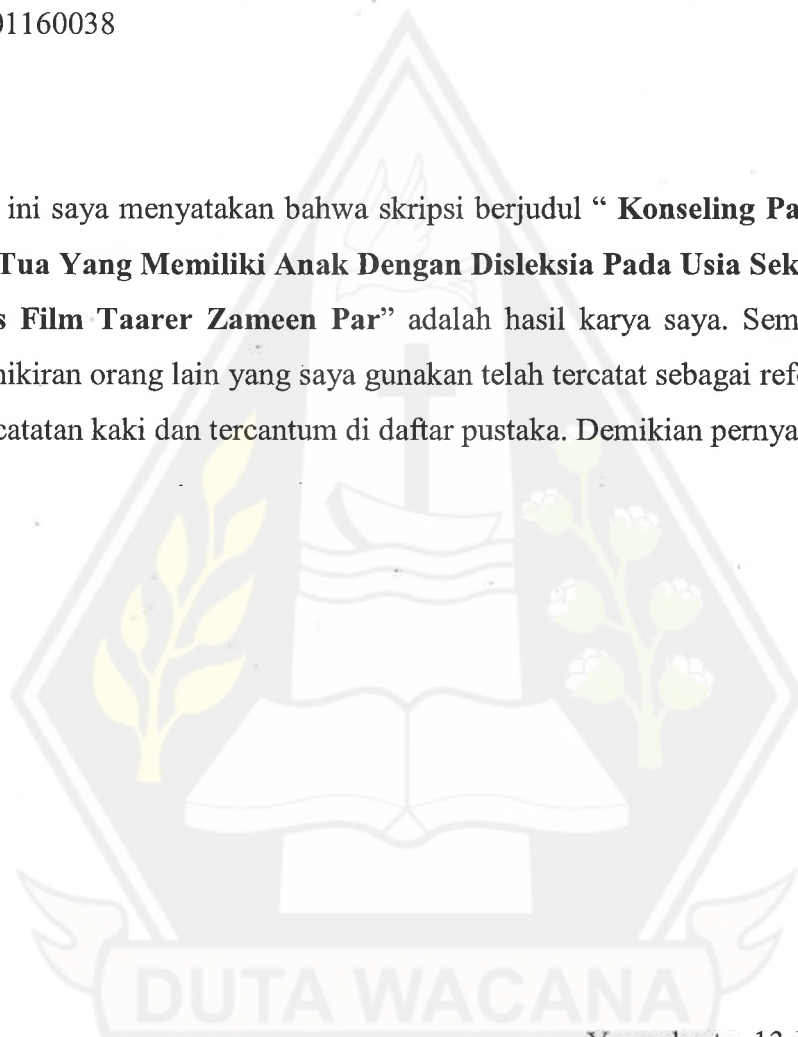 01160038
ini saya menyatakan bahwa skripsi berjudul “ Konseling Pa
Tua Yang Memiliki Anak Dengan Disleksia Pada Usia Sek
s Film Taarer Zameen Par” adalah hasil karya saya. Sem
nikiran orang lain yang saya gunakan telah tercatat sebagai ref
catatan kaki dan tercantum di daftar pustaka. Demikian pernya
DUTA WACANA